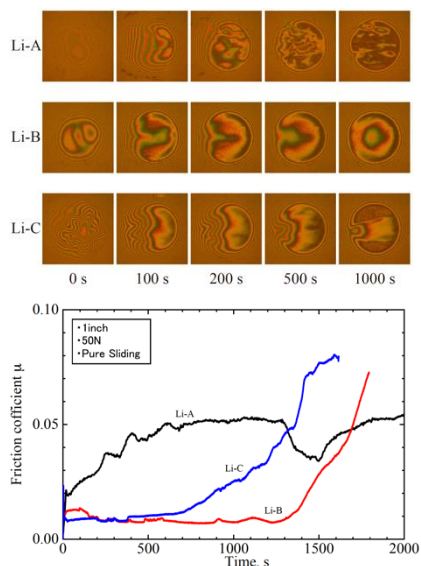 Li-A
Li-B
Li-C
0 s 100 s 200 s 500 s 1000 s
0.10
・1inch
・50N
・Pure Sliding
Friction coefficient μ
Li-A
0.05
Li-C
Li-B
0.00
0 500 1000 1500 2000
Time, s